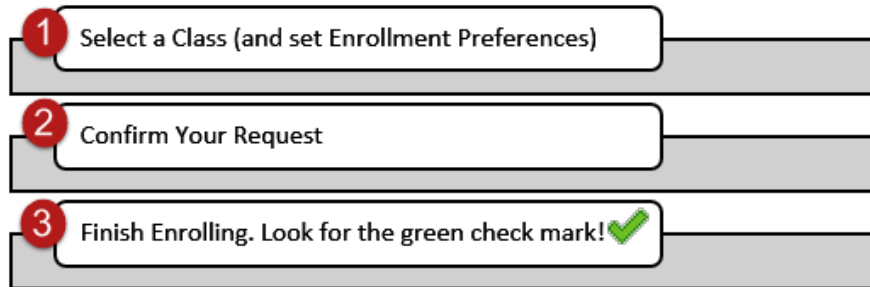 1 Select a Class (and set Enrollment Preferences)
2 Confirm Your Request
3 Finish Enrolling. Look for the green check mark!